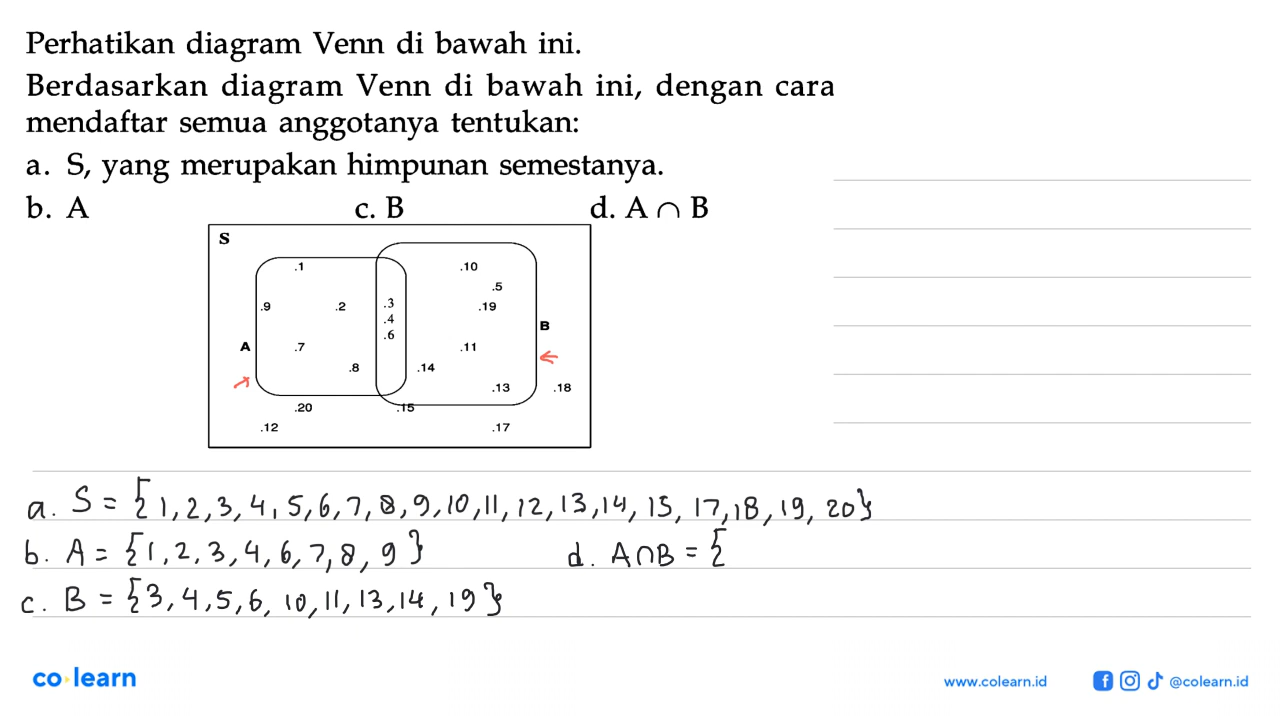 Perhatikan diagram Venn di bawah ini.
Berdasarkan diagram Venn di bawah ini, dengan cara
mendaftar semua anggotanya tentukan:
a. S, yang merupakan himpunan semestanya.
b. A c. B d. A ∩ B
S
.1 .10
.5
.9 .2 .3 .19
.4
B
.6
A .7 .11
.8 .14
.13 .18
.20 .15
.12 .17
a. S = {1, 2, 3, 4, 5, 6, 7, 8, 9, 10, 11, 12, 13, 14, 15, 17, 18, 19, 20}
b. A = {1, 2, 3, 4, 6, 7, 8, 9} d. A∩B = {
c. B = {3, 4, 5, 6, 10, 11, 13, 14, 19}
co learn www.colearn.id @colearn.id